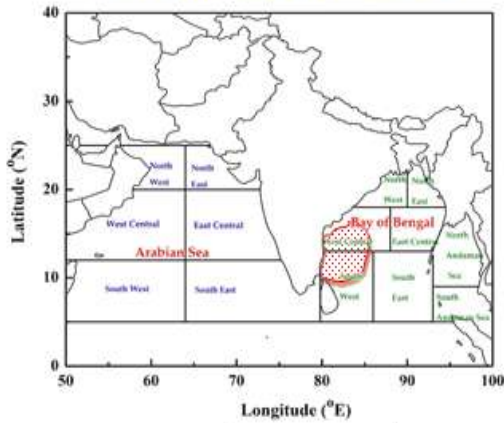 40
30
20
10
0
Latitude (°N)
North
West
North
East
West Central
East Central
Arabian Sea
South West
South East
North
West
North
East
Bay of Bengal
East Central
West
South
East
North
Andaman
Sea
South
Andaman Sea
50
60
70
80
90
100
Longitude (°E)